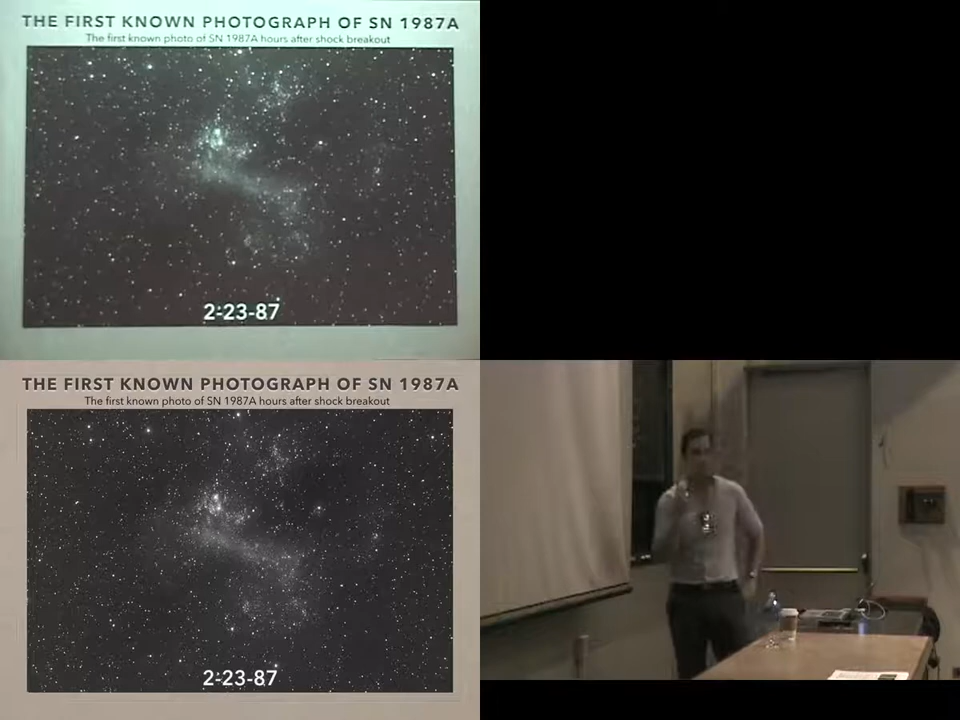 THE FIRST KNOWN PHOTOGRAPH OF SN 1987A
The first known photo of SN 1987A hours after shock breakout
2-23-87
THE FIRST KNOWN PHOTOGRAPH OF SN 1987A
The first known photo of SN 1987A hours after shock breakout
2-23-87